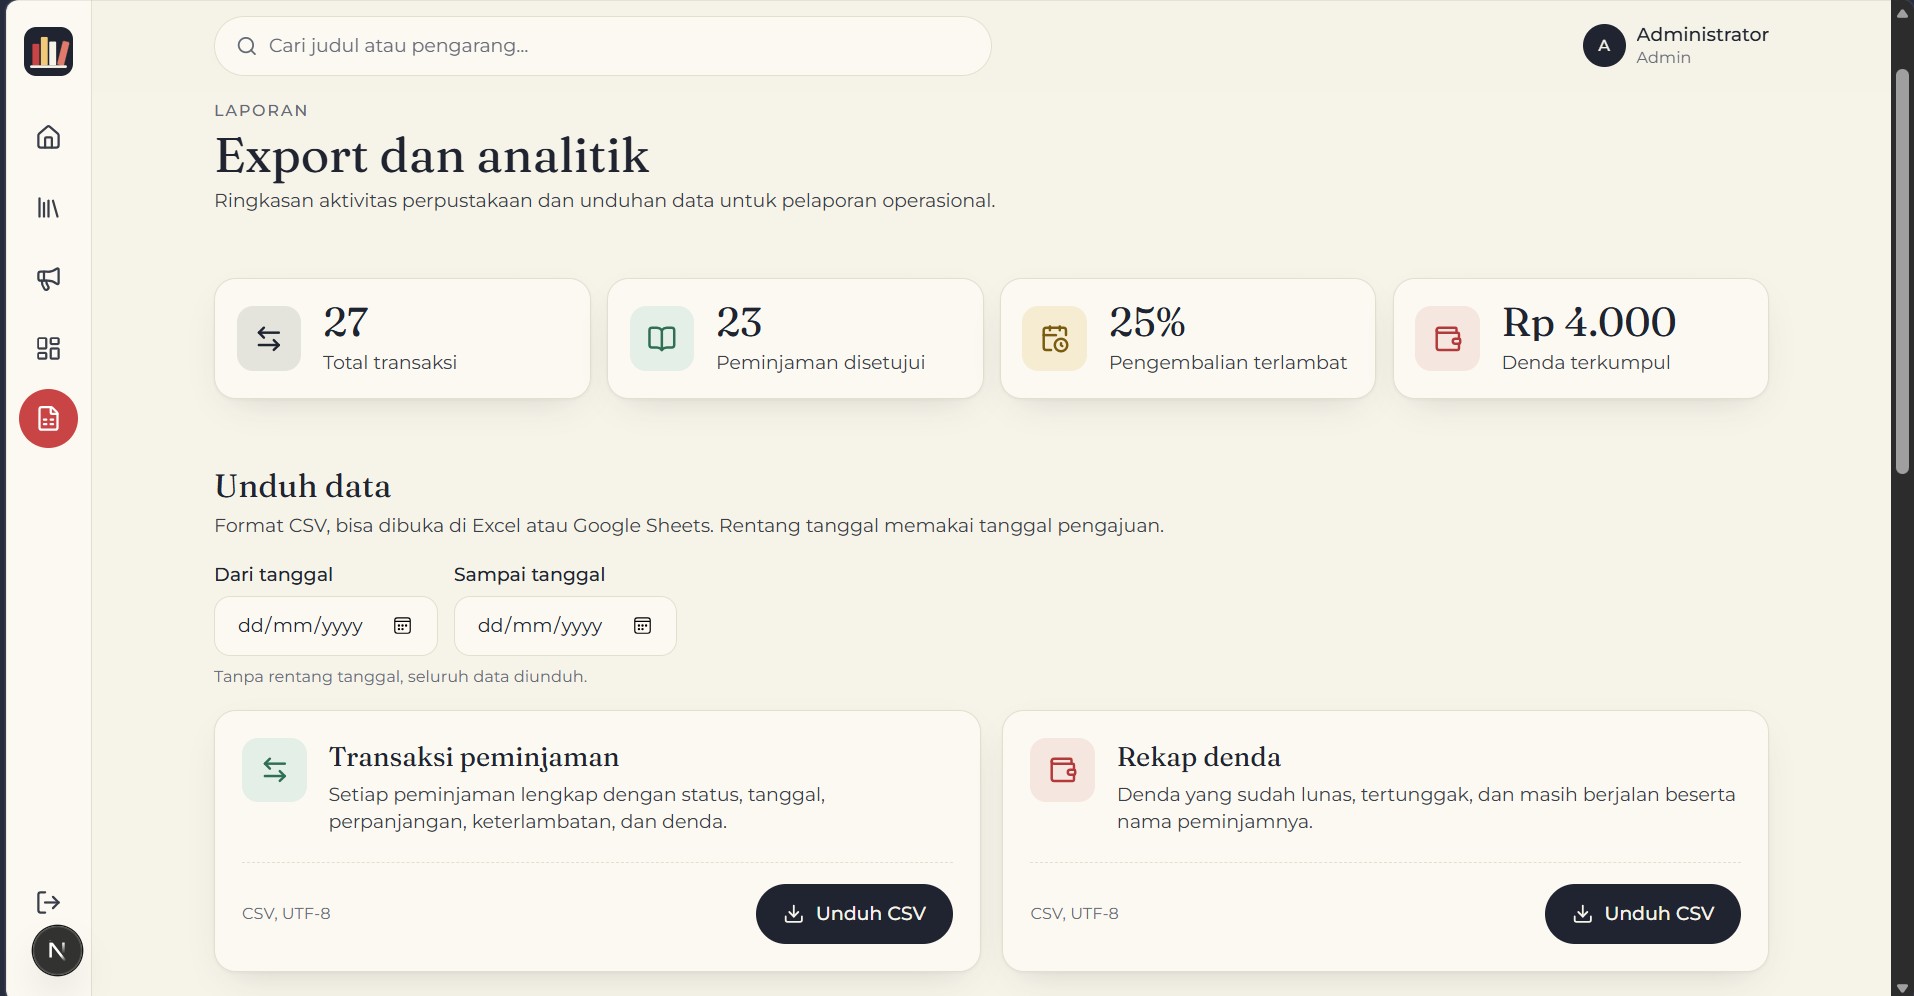 Cari judul atau pengarang...
A
Administrator
Admin
LAPORAN
Export dan analitik
Ringkasan aktivitas perpustakaan dan unduhan data untuk pelaporan operasional.
27
Total transaksi
23
Peminjaman disetujui
25%
Pengembalian terlambat
Rp 4.000
Denda terkumpul
Unduh data
Format CSV, bisa dibuka di Excel atau Google Sheets. Rentang tanggal memakai tanggal pengajuan.
Dari tanggal
Sampai tanggal
dd/mm/yyyy
dd/mm/yyyy
Tanpa rentang tanggal, seluruh data diunduh.
Transaksi peminjaman
Setiap peminjaman lengkap dengan status, tanggal,
perpanjangan, keterlambatan, dan denda.
CSV, UTF-8
Unduh CSV
Rekap denda
Denda yang sudah lunas, tertunggak, dan masih berjalan beserta
nama peminjamnya.
CSV, UTF-8
Unduh CSV
N